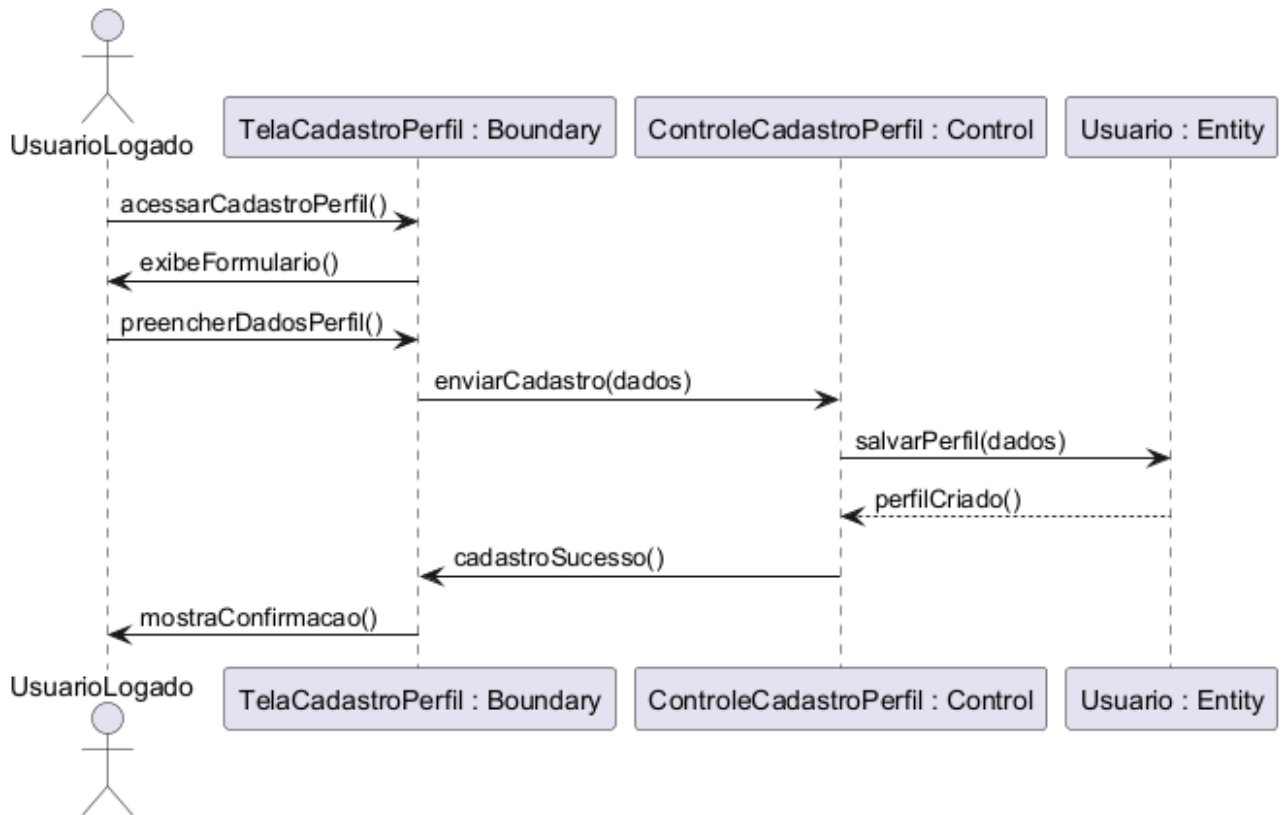 UsuarioLogado
TelaCadastroPerfil : Boundary
ControleCadastroPerfil : Control
Usuario : Entity
acessarCadastroPerfil()
exibeFormulario()
preencherDadosPerfil()
enviarCadastro(dados)
salvarPerfil(dados)
perfilCriado()
cadastroSucesso()
mostraConfirmacao()
UsuarioLogado
TelaCadastroPerfil : Boundary
ControleCadastroPerfil : Control
Usuario : Entity